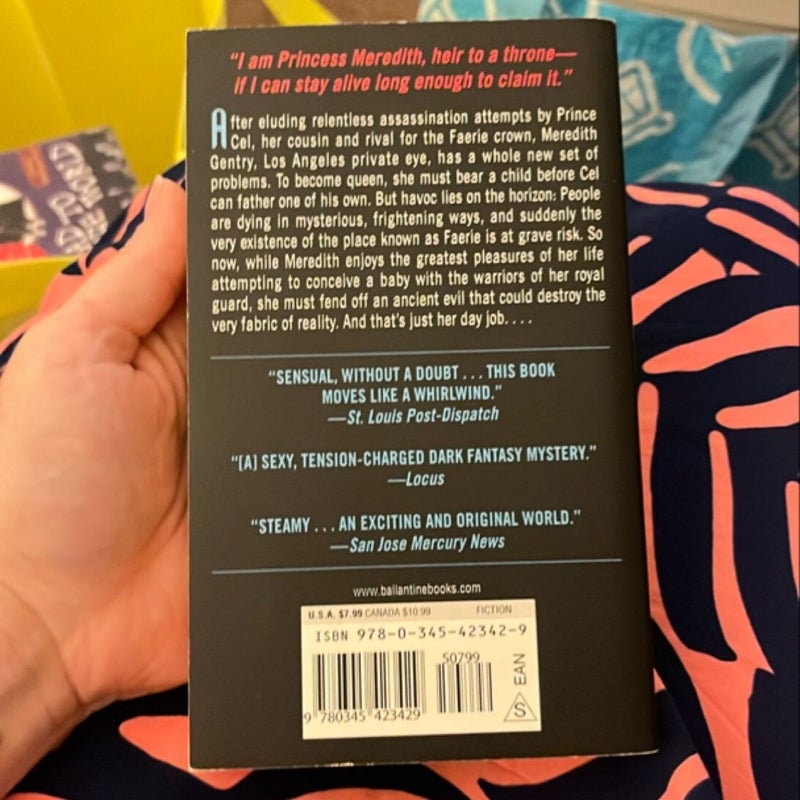 "I am Princess Meredith, heir to a throne—
if I can stay alive long enough to claim it."
After eluding relentless assassination attempts by Prince
Cel, her cousin and rival for the Faerie crown, Meredith
Gentry, Los Angeles private eye, has a whole new set of
problems. To become queen, she must bear a child before Cel
can father one of his own. But havoc lies on the horizon: People
are dying in mysterious, frightening ways, and suddenly the
very existence of the place known as Faerie is at grave risk. So
now, while Meredith enjoys the greatest pleasures of her life
attempting to conceive a baby with the warriors of her royal
guard, she must fend off an ancient evil that could destroy the
very fabric of reality. And that's just her day job. . . .
"SENSUAL, WITHOUT A DOUBT . . . THIS BOOK
MOVES LIKE A WHIRLWIND."
—St. Louis Post-Dispatch
"[A] SEXY, TENSION-CHARGED DARK FANTASY MYSTERY."
—Locus
"STEAMY . . . AN EXCITING AND ORIGINAL WORLD."
—San Jose Mercury News
www.ballantinebooks.com
U.S.A. $7.99 CANADA $10.99 FICTION
ISBN 978-0-345-42342-9
50799
9 780345 423429
EAN
S